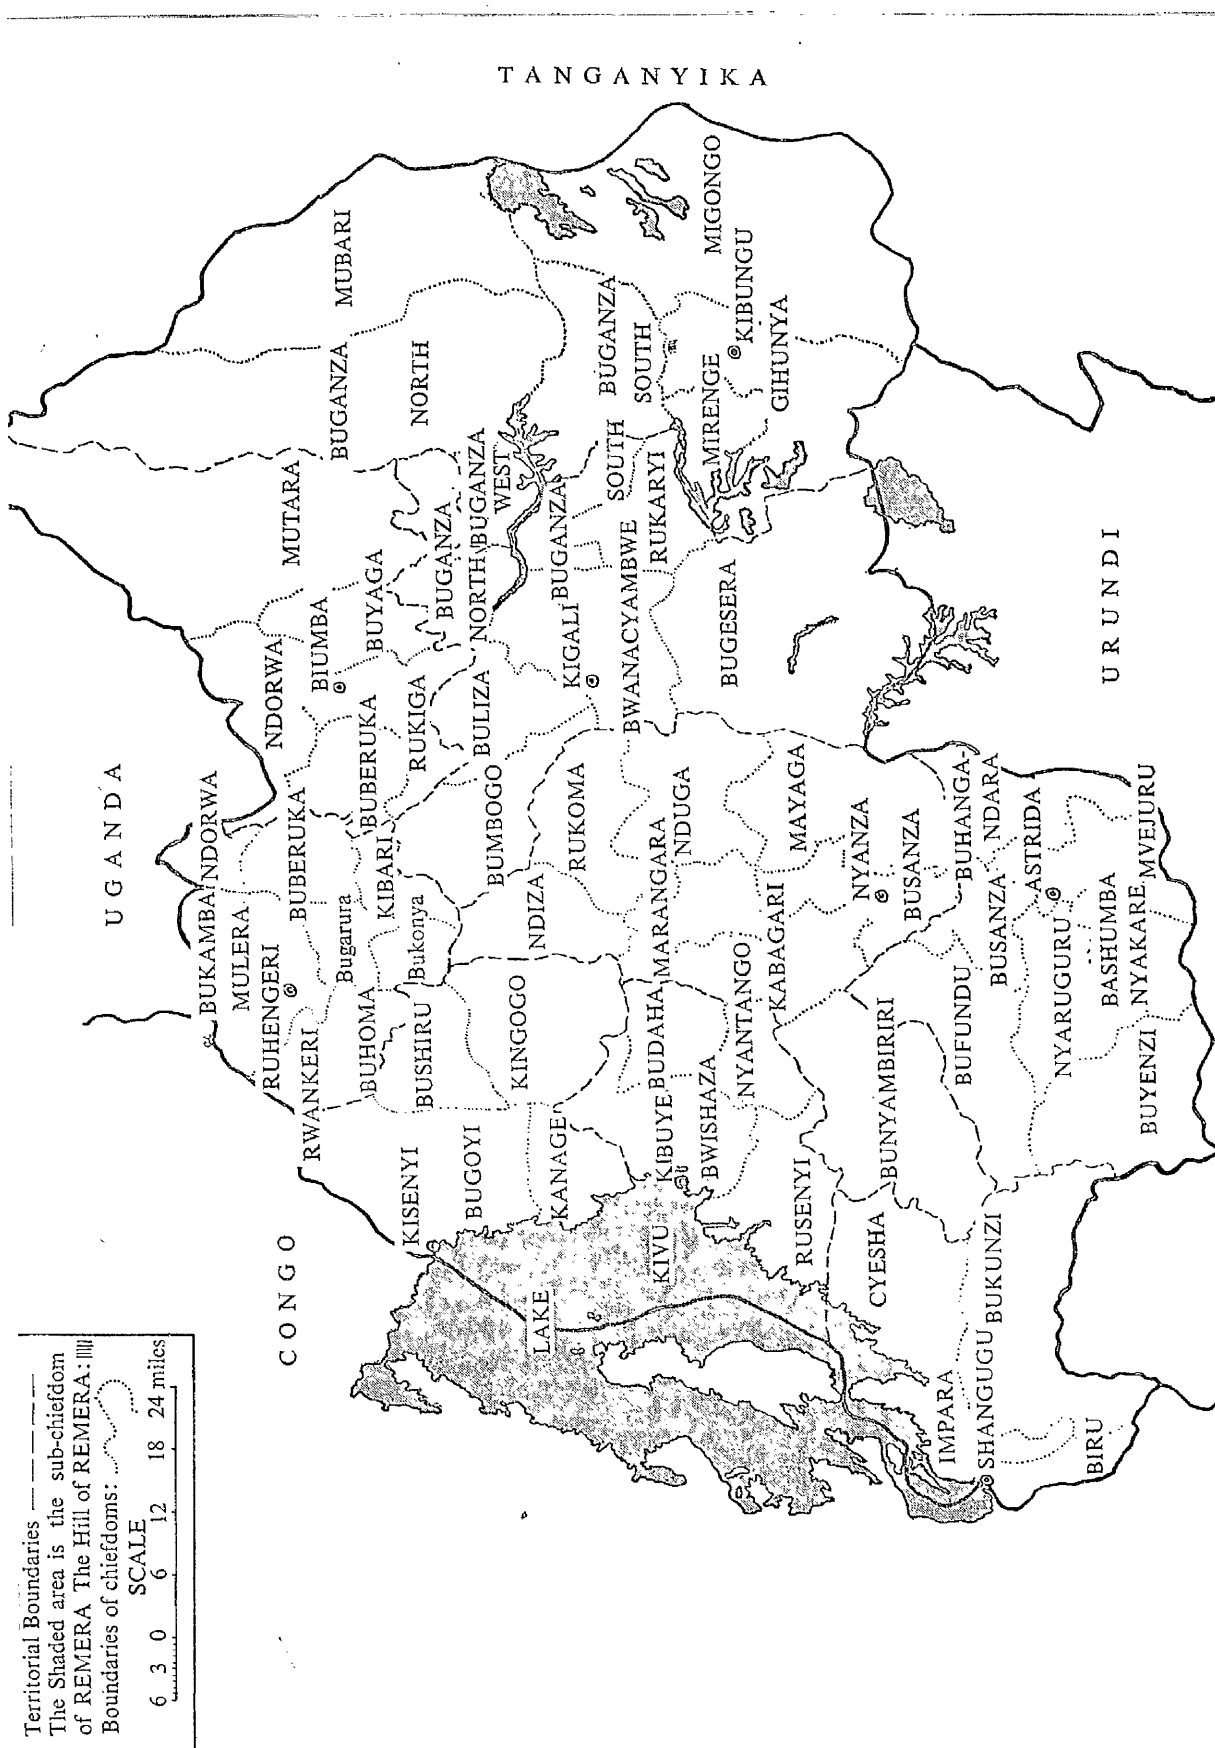 Territorial Boundaries
The Shaded area is the sub-chiefdom
of REMERA The Hill of REMERA:
Boundaries of chiefdoms:
SCALE
6 3 0 6 12 18 24 miles
UGANDA
CONGO
TANGANYIKA
URUNDI
BUKAMBA
NDORWA
MULERA
RUHENGERI
RWANKERI
BUBERUKA
NDORWA
BIUMBA
MUTARA
BUGANZA
NORTH
MUBARI
Bugarura
KIBARI
BUBERUKA
BUYAGA
BUHOMA
BUSHIRU
Bukonya
RUKIGA
BUGANZA
NORTH
BUGANZA
WEST
KISENYI
BUGOYI
KINGOGO
KANAGE
BUMBOGO
BULIZA
NDIZA
RUKOMA
KIGALI
BUGANZA
SOUTH
BUGANZA
SOUTH
BWANACYAMBWE
RUKARYI
MIRENGE
KIBUNGU
GIHUNYA
MIGONGO
LAKE
KIVU
KIBUYE
BUDAHA
MARANGARA
NDUGA
BUGESERA
BWISHAZA
NYANTANGO
KABAGARI
MAYAGA
RUSENYI
NYANZA
BUSANZA
CYESHA
BUNYAMBIRIRI
BUFUNDU
BUSANZA
BUHANGA-
NDARA
ASTRIDA
IMPARA
SHANGUGU
BUKUNZI
NYARUGURU
BASHUMBA
NYAKARE
MVEJURU
BUYENZI
BIRU